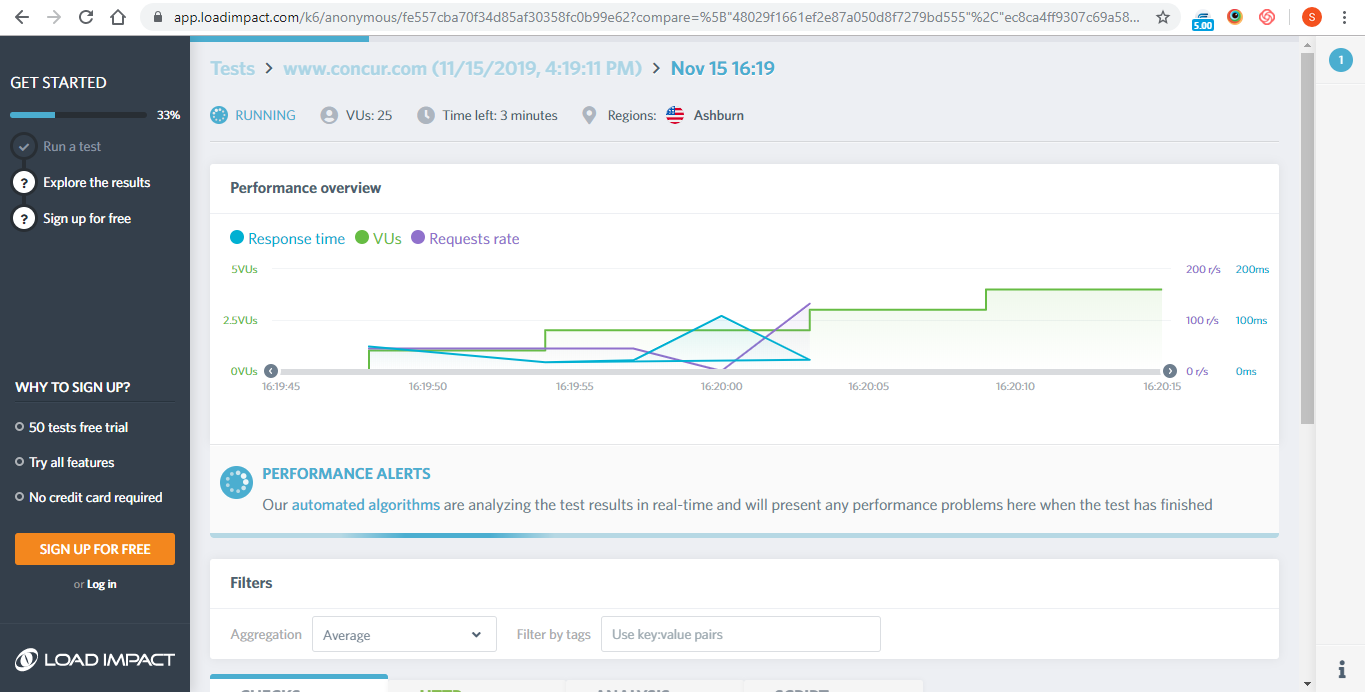 app.loadimpact.com/k6/anonymous/fe557cba70f34d85af30358fc0b99e62?compare=%5B"48029f1661ef2e87a050d8f7279bd555"%2C"ec8ca4ff9307c69a58...
5.00
S
GET STARTED
33%
Run a test
? Explore the results
? Sign up for free
WHY TO SIGN UP?
50 tests free trial
Try all features
No credit card required
SIGN UP FOR FREE
or Log in
LOAD IMPACT
Tests > www.concur.com (11/15/2019, 4:19:11 PM) > Nov 15 16:19
RUNNING VUs: 25 Time left: 3 minutes Regions: Ashburn
Performance overview
Response time VUs Requests rate
5VUs 200 r/s 200ms
2.5VUs 100 r/s 100ms
0VUs 0 r/s 0ms
16:19:45 16:19:50 16:19:55 16:20:00 16:20:05 16:20:10 16:20:15
PERFORMANCE ALERTS
Our automated algorithms are analyzing the test results in real-time and will present any performance problems here when the test has finished
Filters
Aggregation Average Filter by tags Use key:value pairs
CHECKS HTTP ANALYSIS SCRIPT
1
i